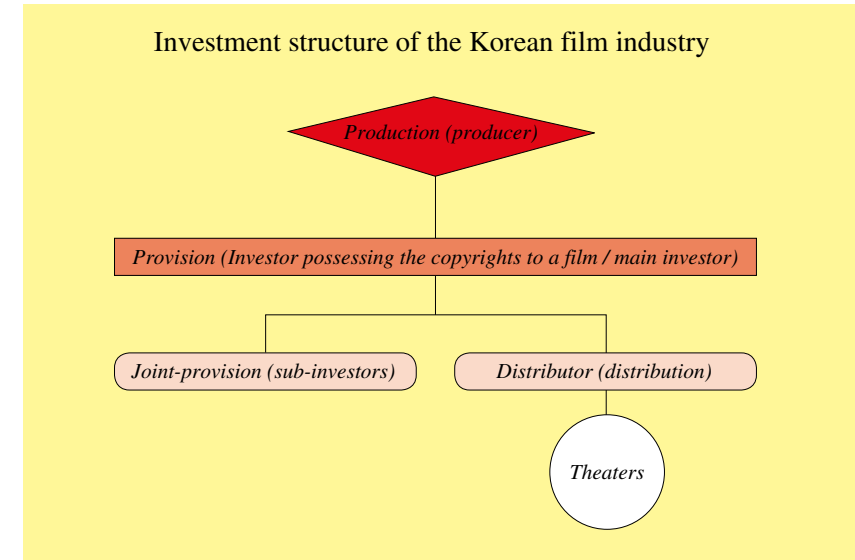 Investment structure of the Korean film industry
Production (producer)
Provision (Investor possessing the copyrights to a film / main investor)
Joint-provision (sub-investors)
Distributor (distribution)
Theaters